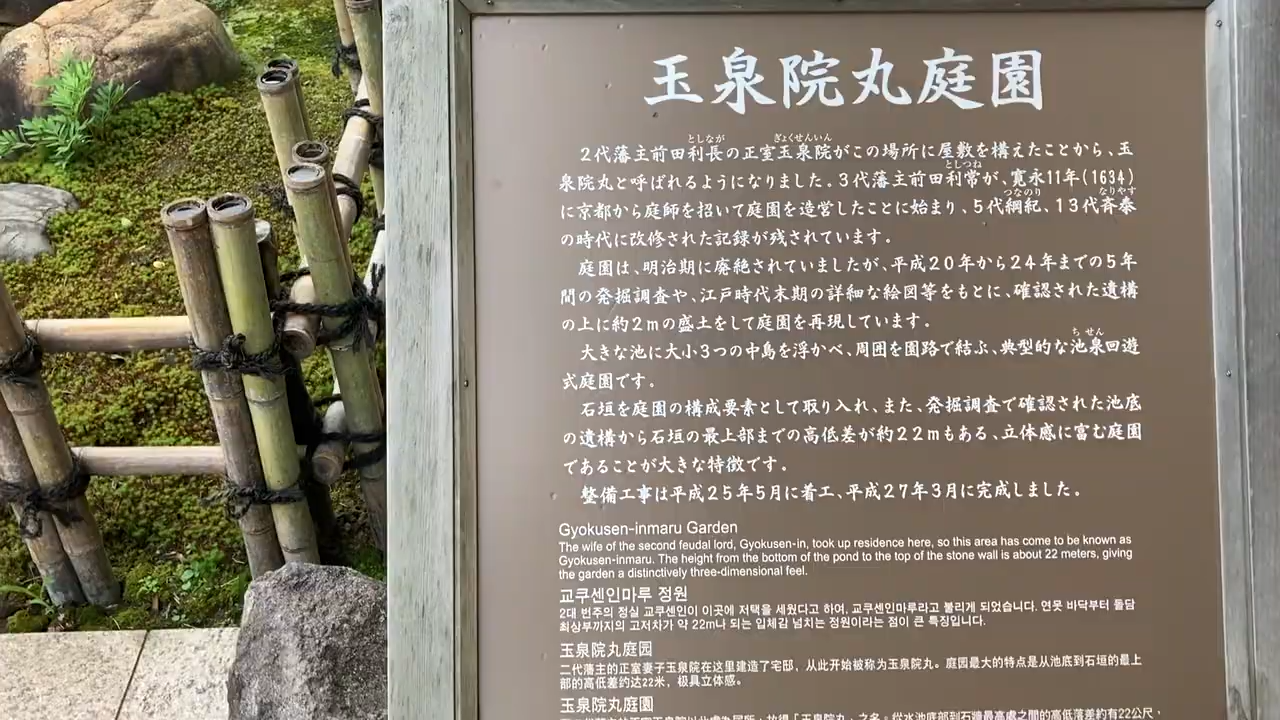 玉泉院丸庭園
としなが ぎょくせんいん
2代藩主前田利長の正室玉泉院がこの場所に屋敷を構えたことから、玉
としつね
泉院丸と呼ばれるようになりました。3代藩主前田利常が、寛永11年(1634)
つなのり なりやす
に京都から庭師を招いて庭園を造営したことに始まり、5代綱紀、13代斉泰
の時代に改修された記録が残されています。
庭園は、明治期に廃絶されていましたが、平成20年から24年までの5年
間の発掘調査や、江戸時代末期の詳細な絵図等をもとに、確認された遺構
の上に約2mの盛土をして庭園を再現しています。
ち せん
大きな池に大小3つの中島を浮かべ、周囲を園路で結ぶ、典型的な池泉回遊
式庭園です。
石垣を庭園の構成要素として取り入れ、また、発掘調査で確認された池底
の遺構から石垣の最上部までの高低差が約22mもある、立体感に富む庭園
であることが大きな特徴です。
整備工事は平成25年5月に着工、平成27年3月に完成しました。
Gyokusen-inmaru Garden
The wife of the second feudal lord, Gyokusen-in, took up residence here, so this area has come to be known as
Gyokusen-inmaru. The height from the bottom of the pond to the top of the stone wall is about 22 meters, giving
the garden a distinctively three-dimensional feel.
교쿠센인마루 정원
2대 번주의 정실 교쿠센인이 이곳에 저택을 세웠다고 하여, 교쿠센인마루라고 불리게 되었습니다. 연못 바닥부터 돌담
최상부까지의 고저차가 약 22m나 되는 입체감 넘치는 정원이라는 점이 큰 특징입니다.
玉泉院丸庭园
二代藩主的正室妻子玉泉院在这里建造了宅邸，从此开始被称为玉泉院丸。庭园最大的特点是从池底到石垣的最上
部的高低差约达22米，极具立体感。
玉泉院丸庭園